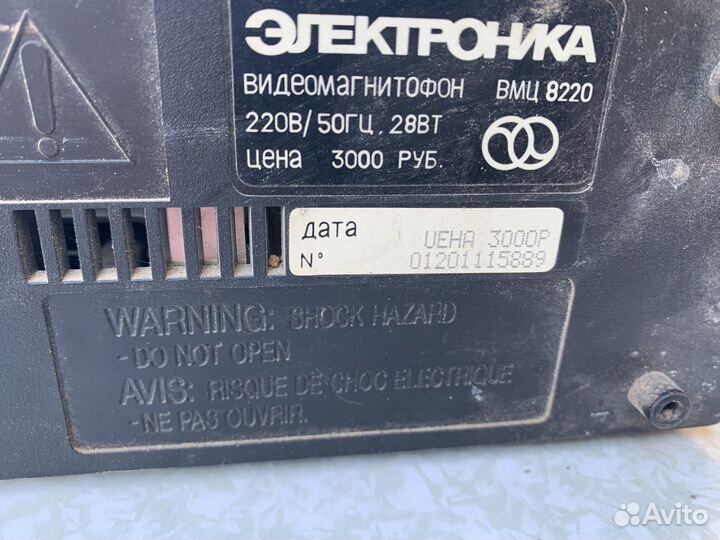 ЭЛЕКТРОНИКА
ВИДЕОМАГНИТОФОН ВМЦ 8220
220В/50ГЦ, 28ВТ
ЦЕНА 3000 РУБ.
ДАТА ЦЕНА 3000Р
N° 01201115889
WARNING: SHOCK HAZARD
-DO NOT OPEN
AVIS: RISQUE DE CHOC ELECTRIQUE
-NE PAS OUVRIR.
Avito